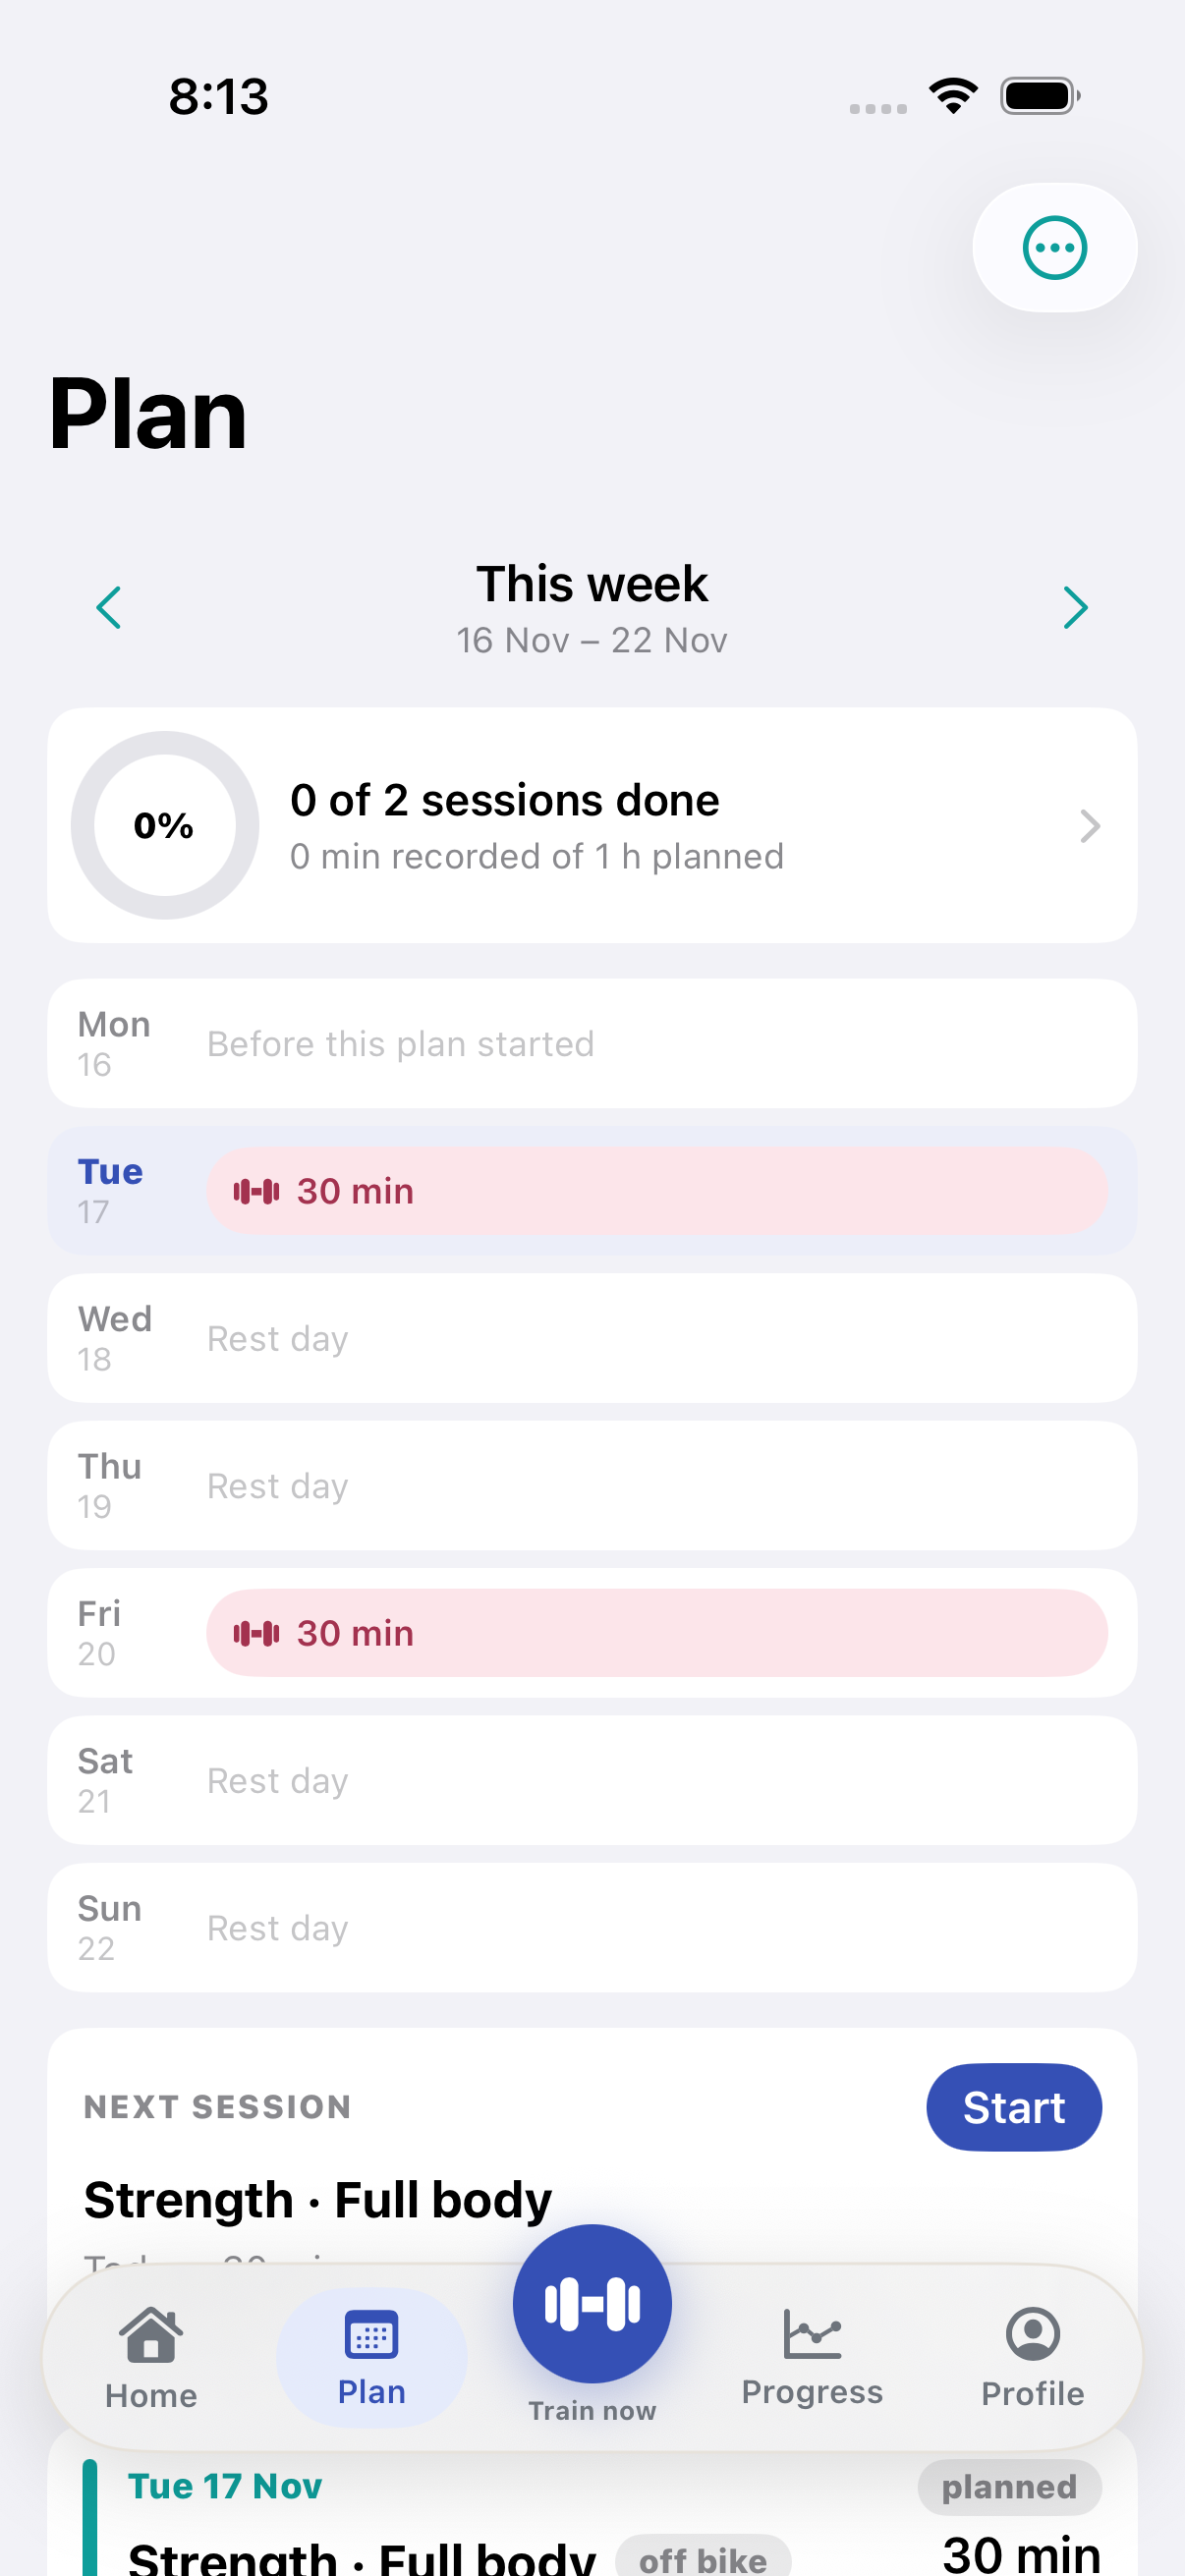 8:13
Plan
This week
16 Nov – 22 Nov
0%
0 of 2 sessions done
0 min recorded of 1 h planned
Mon
16
Before this plan started
Tue
17
30 min
Wed
18
Rest day
Thu
19
Rest day
Fri
20
30 min
Sat
21
Rest day
Sun
22
Rest day
NEXT SESSION
Start
Strength · Full body
Home
Plan
Train now
Progress
Profile
Tue 17 Nov
planned
Strength · Full body
off bike
30 min